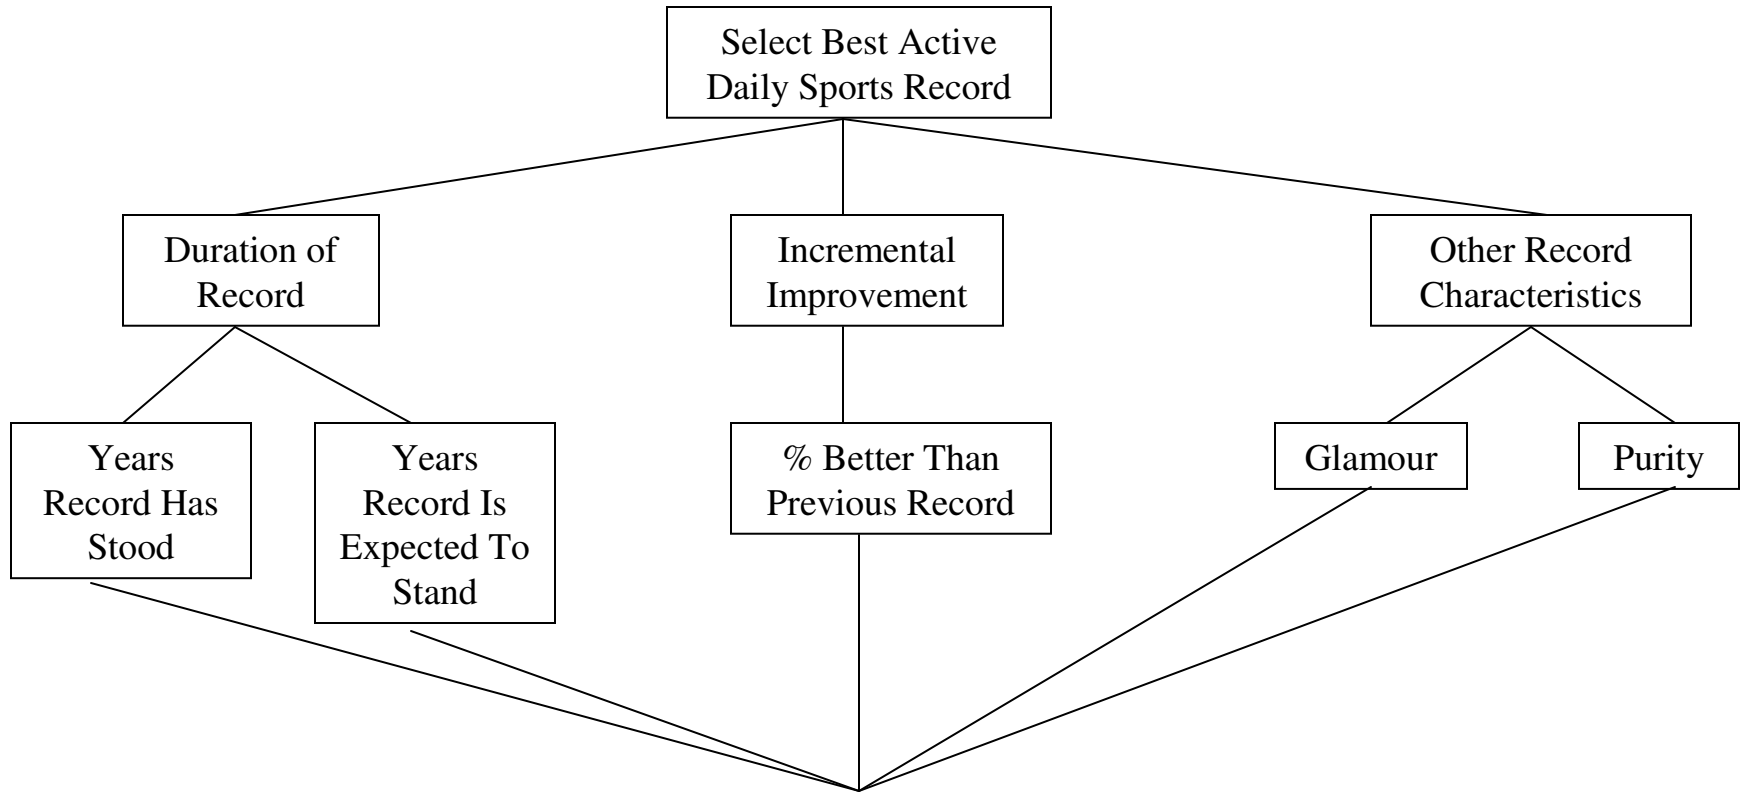 Select Best Active
Daily Sports Record
Duration of
Record
Incremental
Improvement
Other Record
Characteristics
Years
Record Has
Stood
Years
Record Is
Expected To
Stand
% Better Than
Previous Record
Glamour
Purity